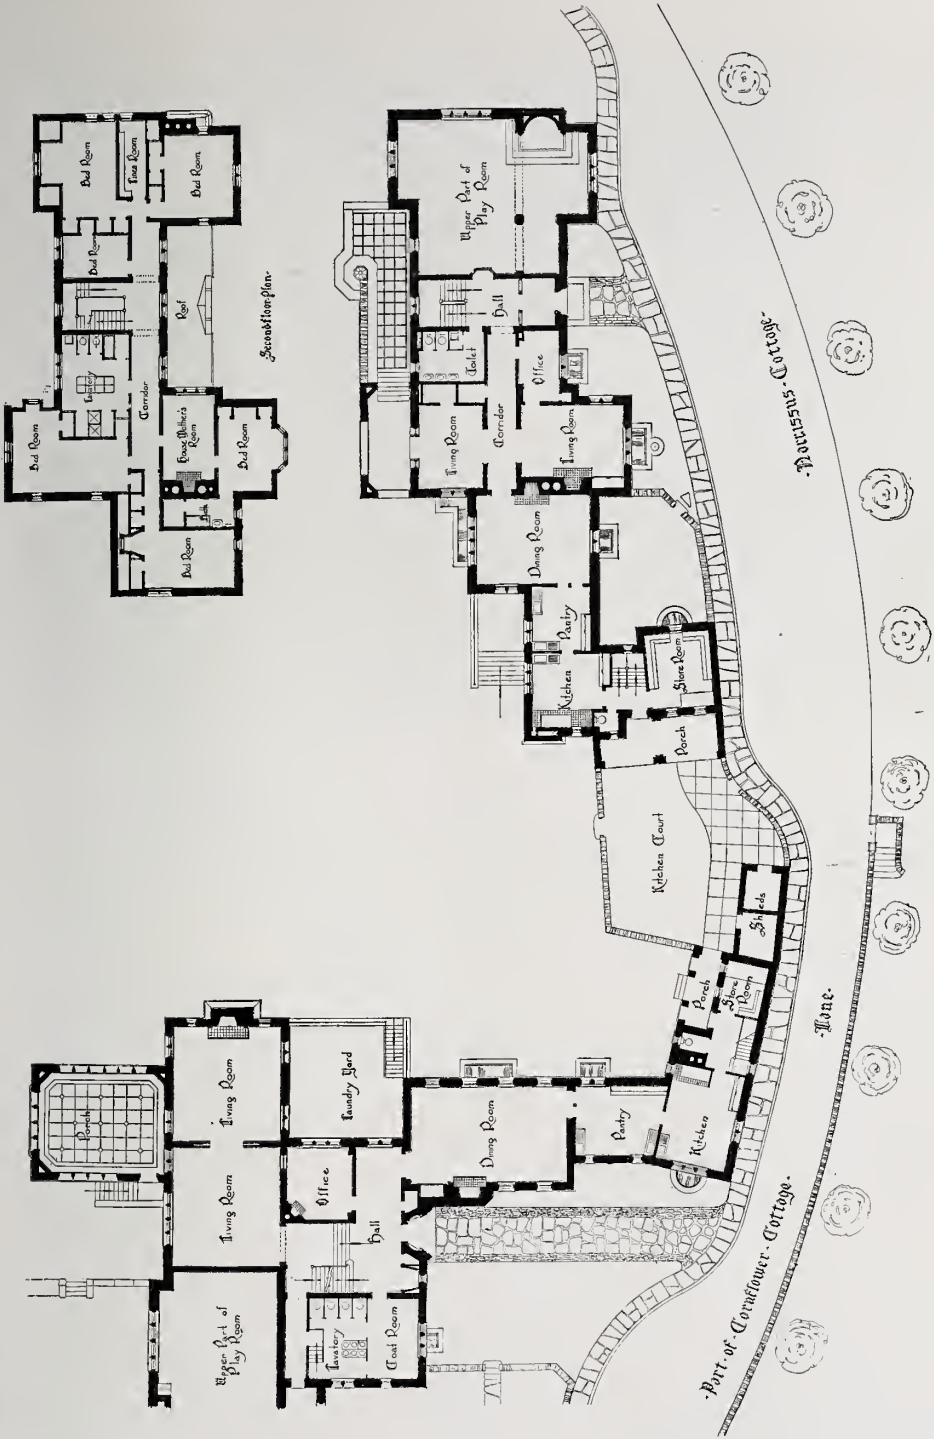 Bed Room
Linen Room
Bed Room
Bed Room
Roof
Lavatory
Corridor
Bed Room
House Mother's
Room
Bed Room
Bath
Bed Room
-Second floor Plan-
Upper Part of
Play Room
Hall
Toilet
Office
Living Room
Corridor
Living Room
Dining Room
Pantry
Kitchen
Store Room
Porch
Kitchen Court
Sheds
Porch
Store
Room
Kitchen
Pantry
Dining Room
Laundry Yard
Porch
Living Room
Living Room
Office
Hall
Upper Part of
Play Room
Lavatory
Coat Room
-Narcissus-Cottage-
-Lane-
-Part-of-Cornflower-Cottage-